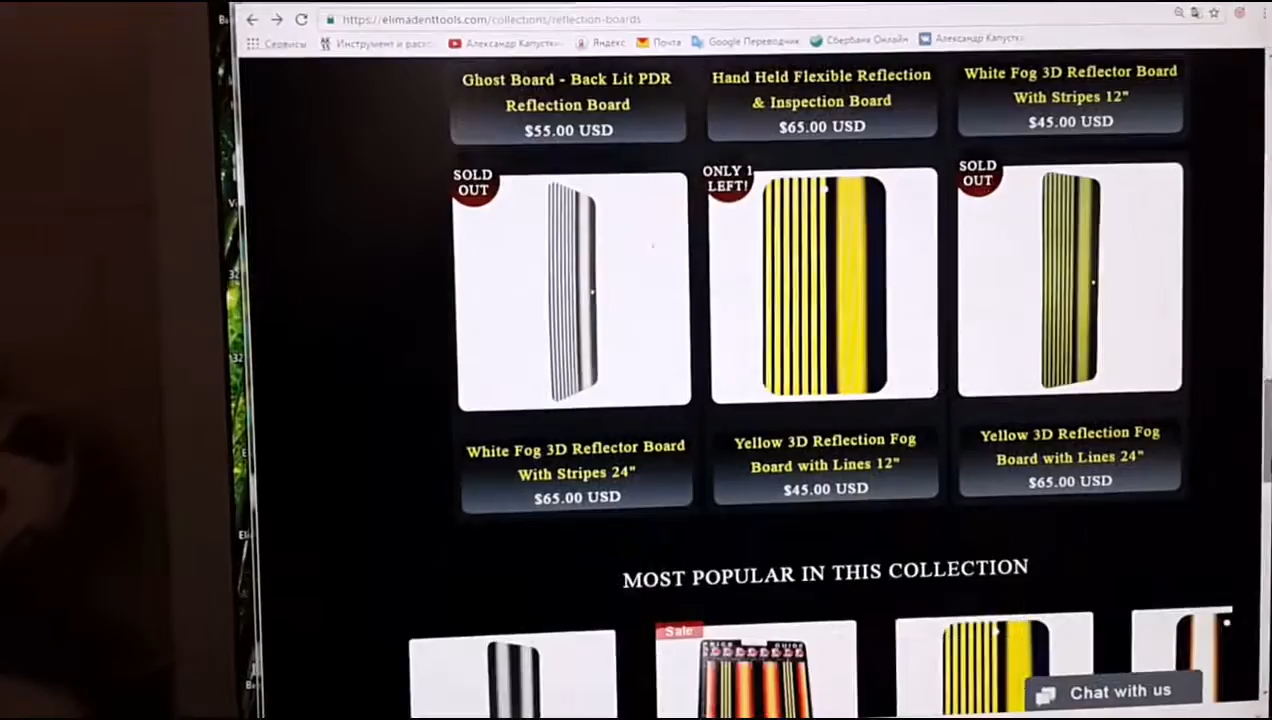 https://elimadenttools.com/collections/reflection-boards
Сервисы
Александр Капустки
Яндекс
Почта
Google Переводчик
Сбербанк Онлайн
Александр Капустка
Ghost Board - Back Lit PDR
Reflection Board
$55.00 USD
Hand Held Flexible Reflection
& Inspection Board
$65.00 USD
White Fog 3D Reflector Board
With Stripes 12"
$45.00 USD
SOLD
OUT
ONLY 1
LEFT!
SOLD
OUT
White Fog 3D Reflector Board
With Stripes 24"
$65.00 USD
Yellow 3D Reflection Fog
Board with Lines 12"
$45.00 USD
Yellow 3D Reflection Fog
Board with Lines 24"
$65.00 USD
MOST POPULAR IN THIS COLLECTION
Sale
Chat with us